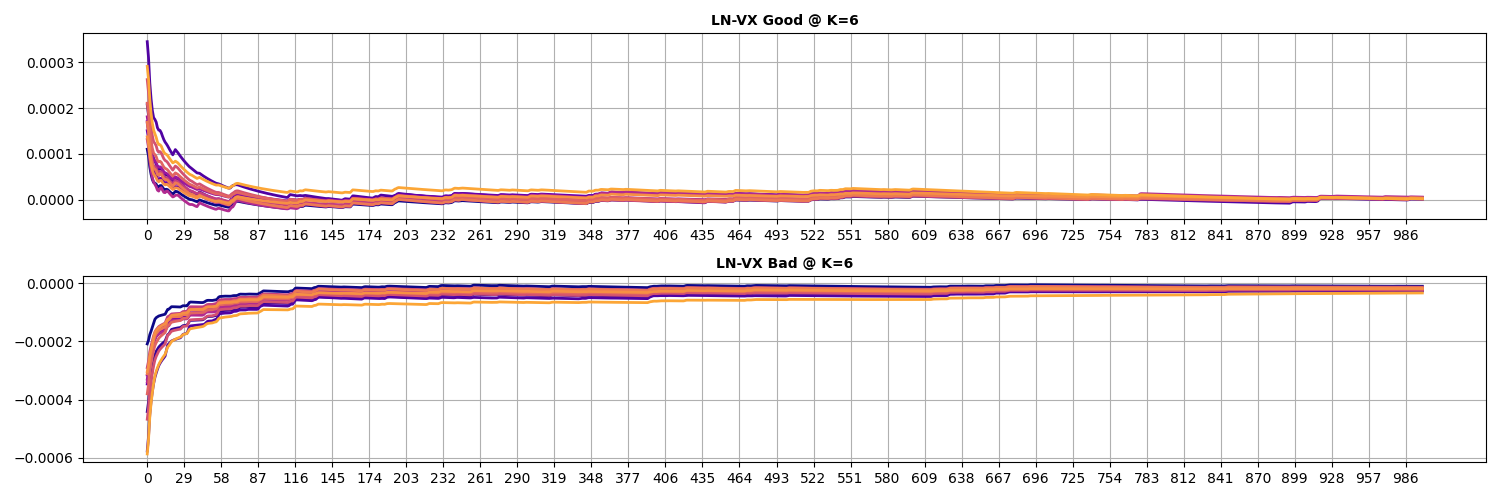 LN-VX Good @ K=6
0.0003
0.0002
0.0001
0.0000
0 29 58 87 116 145 174 203 232 261 290 319 348 377 406 435 464 493 522 551 580 609 638 667 696 725 754 783 812 841 870 899 928 957 986
LN-VX Bad @ K=6
0.0000
−0.0002
−0.0004
−0.0006
0 29 58 87 116 145 174 203 232 261 290 319 348 377 406 435 464 493 522 551 580 609 638 667 696 725 754 783 812 841 870 899 928 957 986